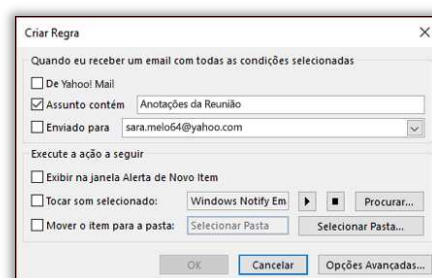 Criar Regra
Quando eu receber um email com todas as condições selecionadas
De Yahoo! Mail
Assunto contém Anotações da Reunião
Enviado para sara.melo64@yahoo.com
Execute a ação a seguir
Exibir na janela Alerta de Novo Item
Tocar som selecionado: Windows Notify Em Procurar...
Mover o item para a pasta: Selecionar Pasta Selecionar Pasta...
OK Cancelar Opções Avançadas...